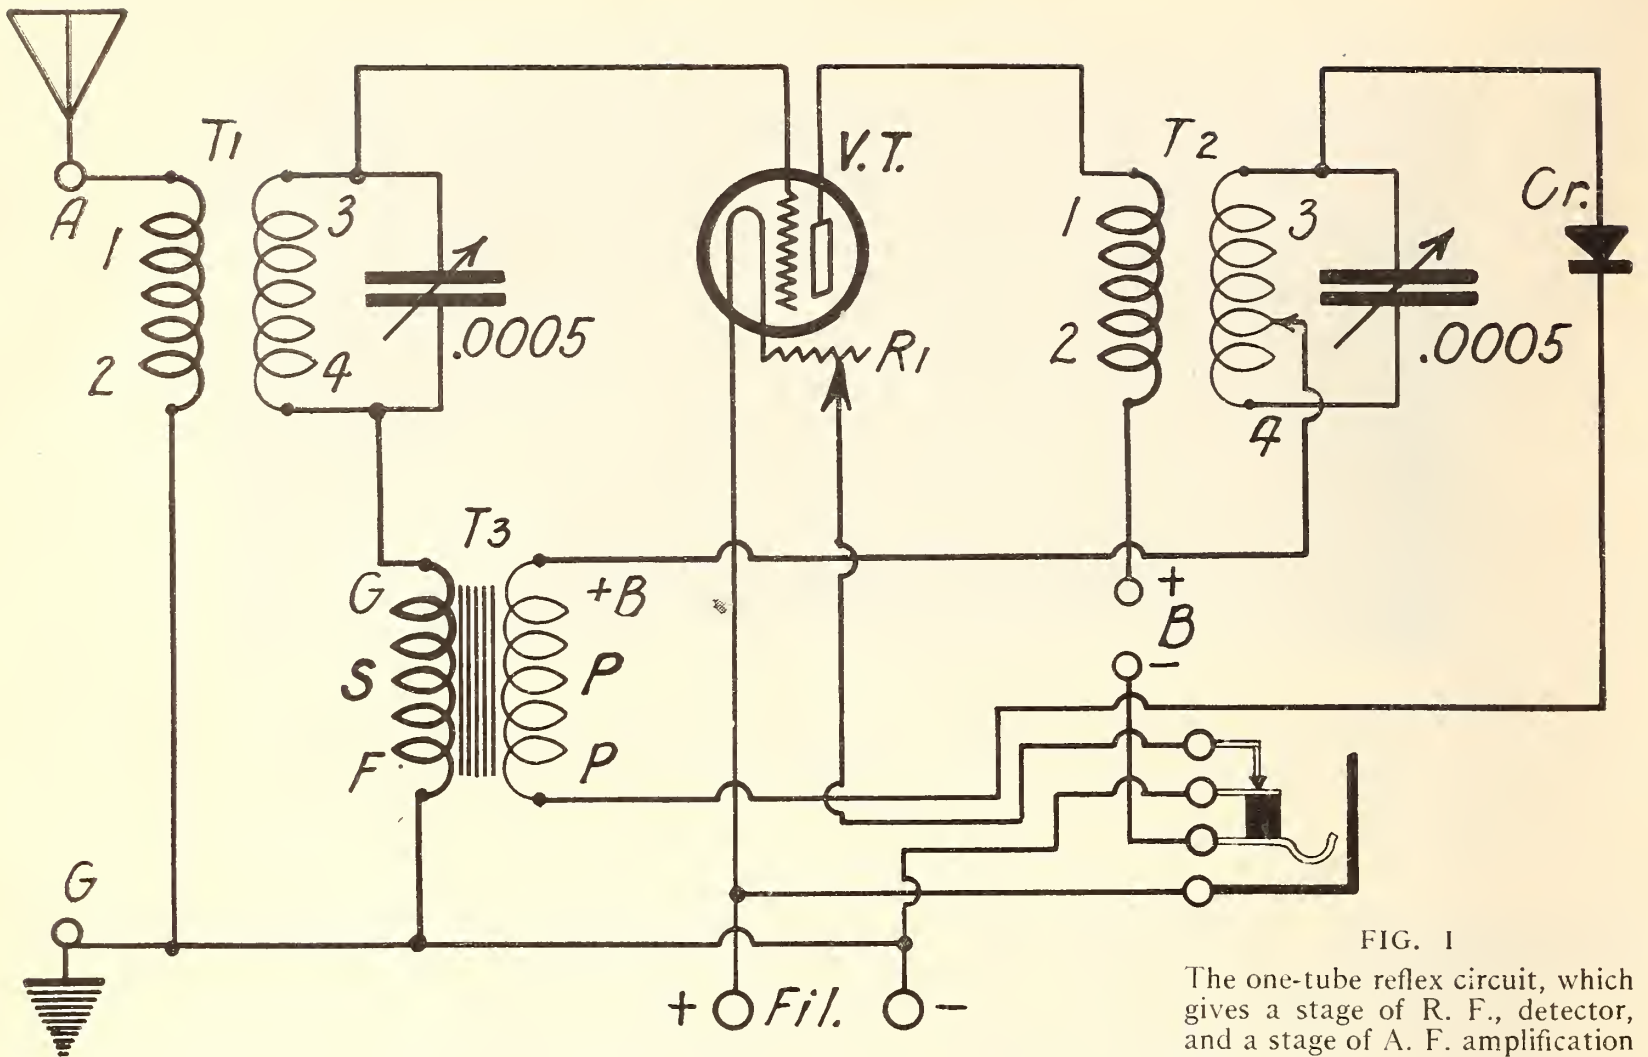 T1
V.T.
T2
Cr.
A
1
3
1
3
2
4
.0005
R1
2
.0005
4
T3
G
+B
+
B
-
S
P
F
P
G
+ Fil. -
FIG. 1
The one-tube reflex circuit, which
gives a stage of R. F., detector,
and a stage of A. F. amplification